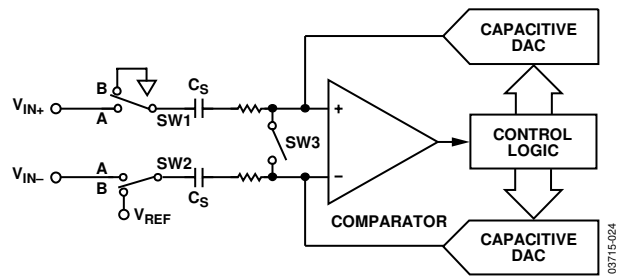 CAPACITIVE
DAC
B
CS
VIN+
A
SW1
+
SW3
CONTROL
LOGIC
VIN–
A
SW2
–
B
CS
VREF
COMPARATOR
CAPACITIVE
DAC
03715-024